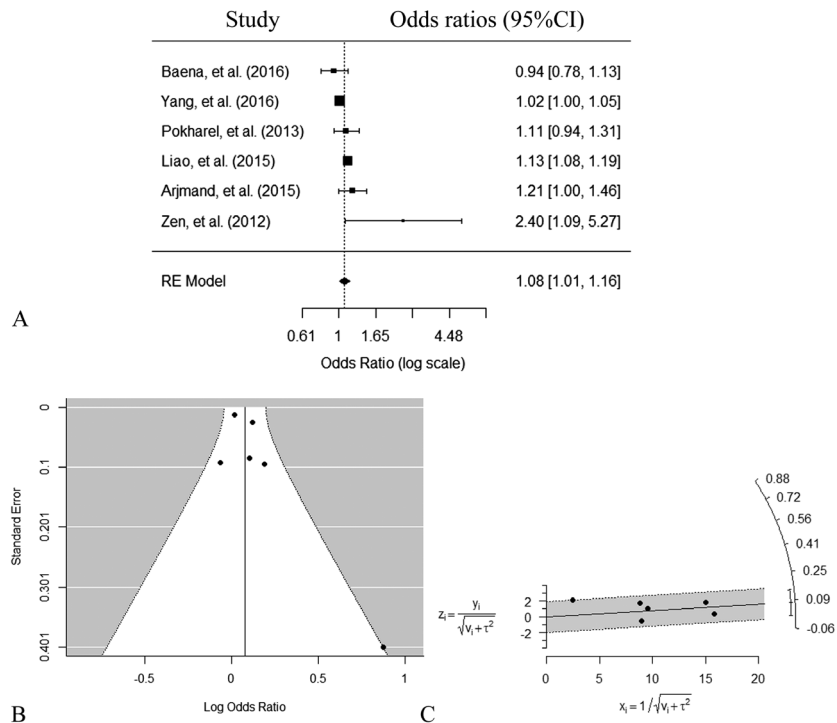 Study Odds ratios (95%CI)
Baena, et al. (2016) 0.94 [0.78, 1.13]
Yang, et al. (2016) 1.02 [1.00, 1.05]
Pokharel, et al. (2013) 1.11 [0.94, 1.31]
Liao, et al. (2015) 1.13 [1.08, 1.19]
Arjmand, et al. (2015) 1.21 [1.00, 1.46]
Zen, et al. (2012) 2.40 [1.09, 5.27]
RE Model 1.08 [1.01, 1.16]
A
0.61 1 1.65 4.48
Odds Ratio (log scale)
0
0.1
0.201
0.301
0.401
Standard Error
-0.5 0 0.5 1
Log Odds Ratio
B
0.88
0.72
0.56
0.41
0.25
0.09
-0.06
zᵢ = yᵢ / √(vᵢ + τ²)
2
0
-2
0 5 10 15 20
xᵢ = 1/√(vᵢ + τ²)
C